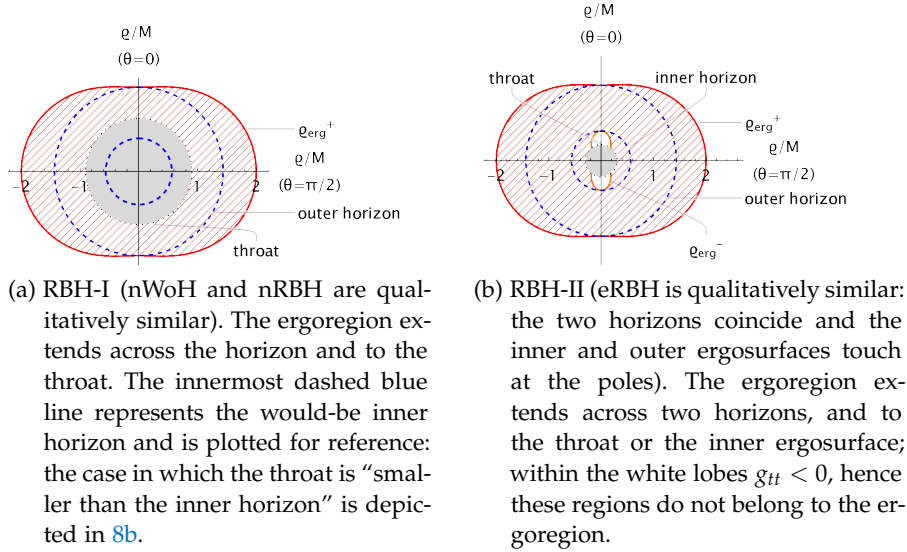 ϱ/M
(θ=0)
ϱerg⁺
ϱ/M
(θ=π/2)
-2
-1
1
2
outer horizon
throat
(a) RBH-I (nWoH and nRBH are qual-
itatively similar). The ergoregion ex-
tends across the horizon and to the
throat. The innermost dashed blue
line represents the would-be inner
horizon and is plotted for reference:
the case in which the throat is “smal-
ler than the inner horizon” is depic-
ted in 8b.
ϱ/M
(θ=0)
throat
inner horizon
ϱerg⁺
ϱ/M
(θ=π/2)
-2
-1
1
2
outer horizon
ϱerg⁻
(b) RBH-II (eRBH is qualitatively similar:
the two horizons coincide and the
inner and outer ergosurfaces touch
at the poles). The ergoregion ex-
tends across two horizons, and to
the throat or the inner ergosurface;
within the white lobes gtt < 0, hence
these regions do not belong to the er-
goregion.